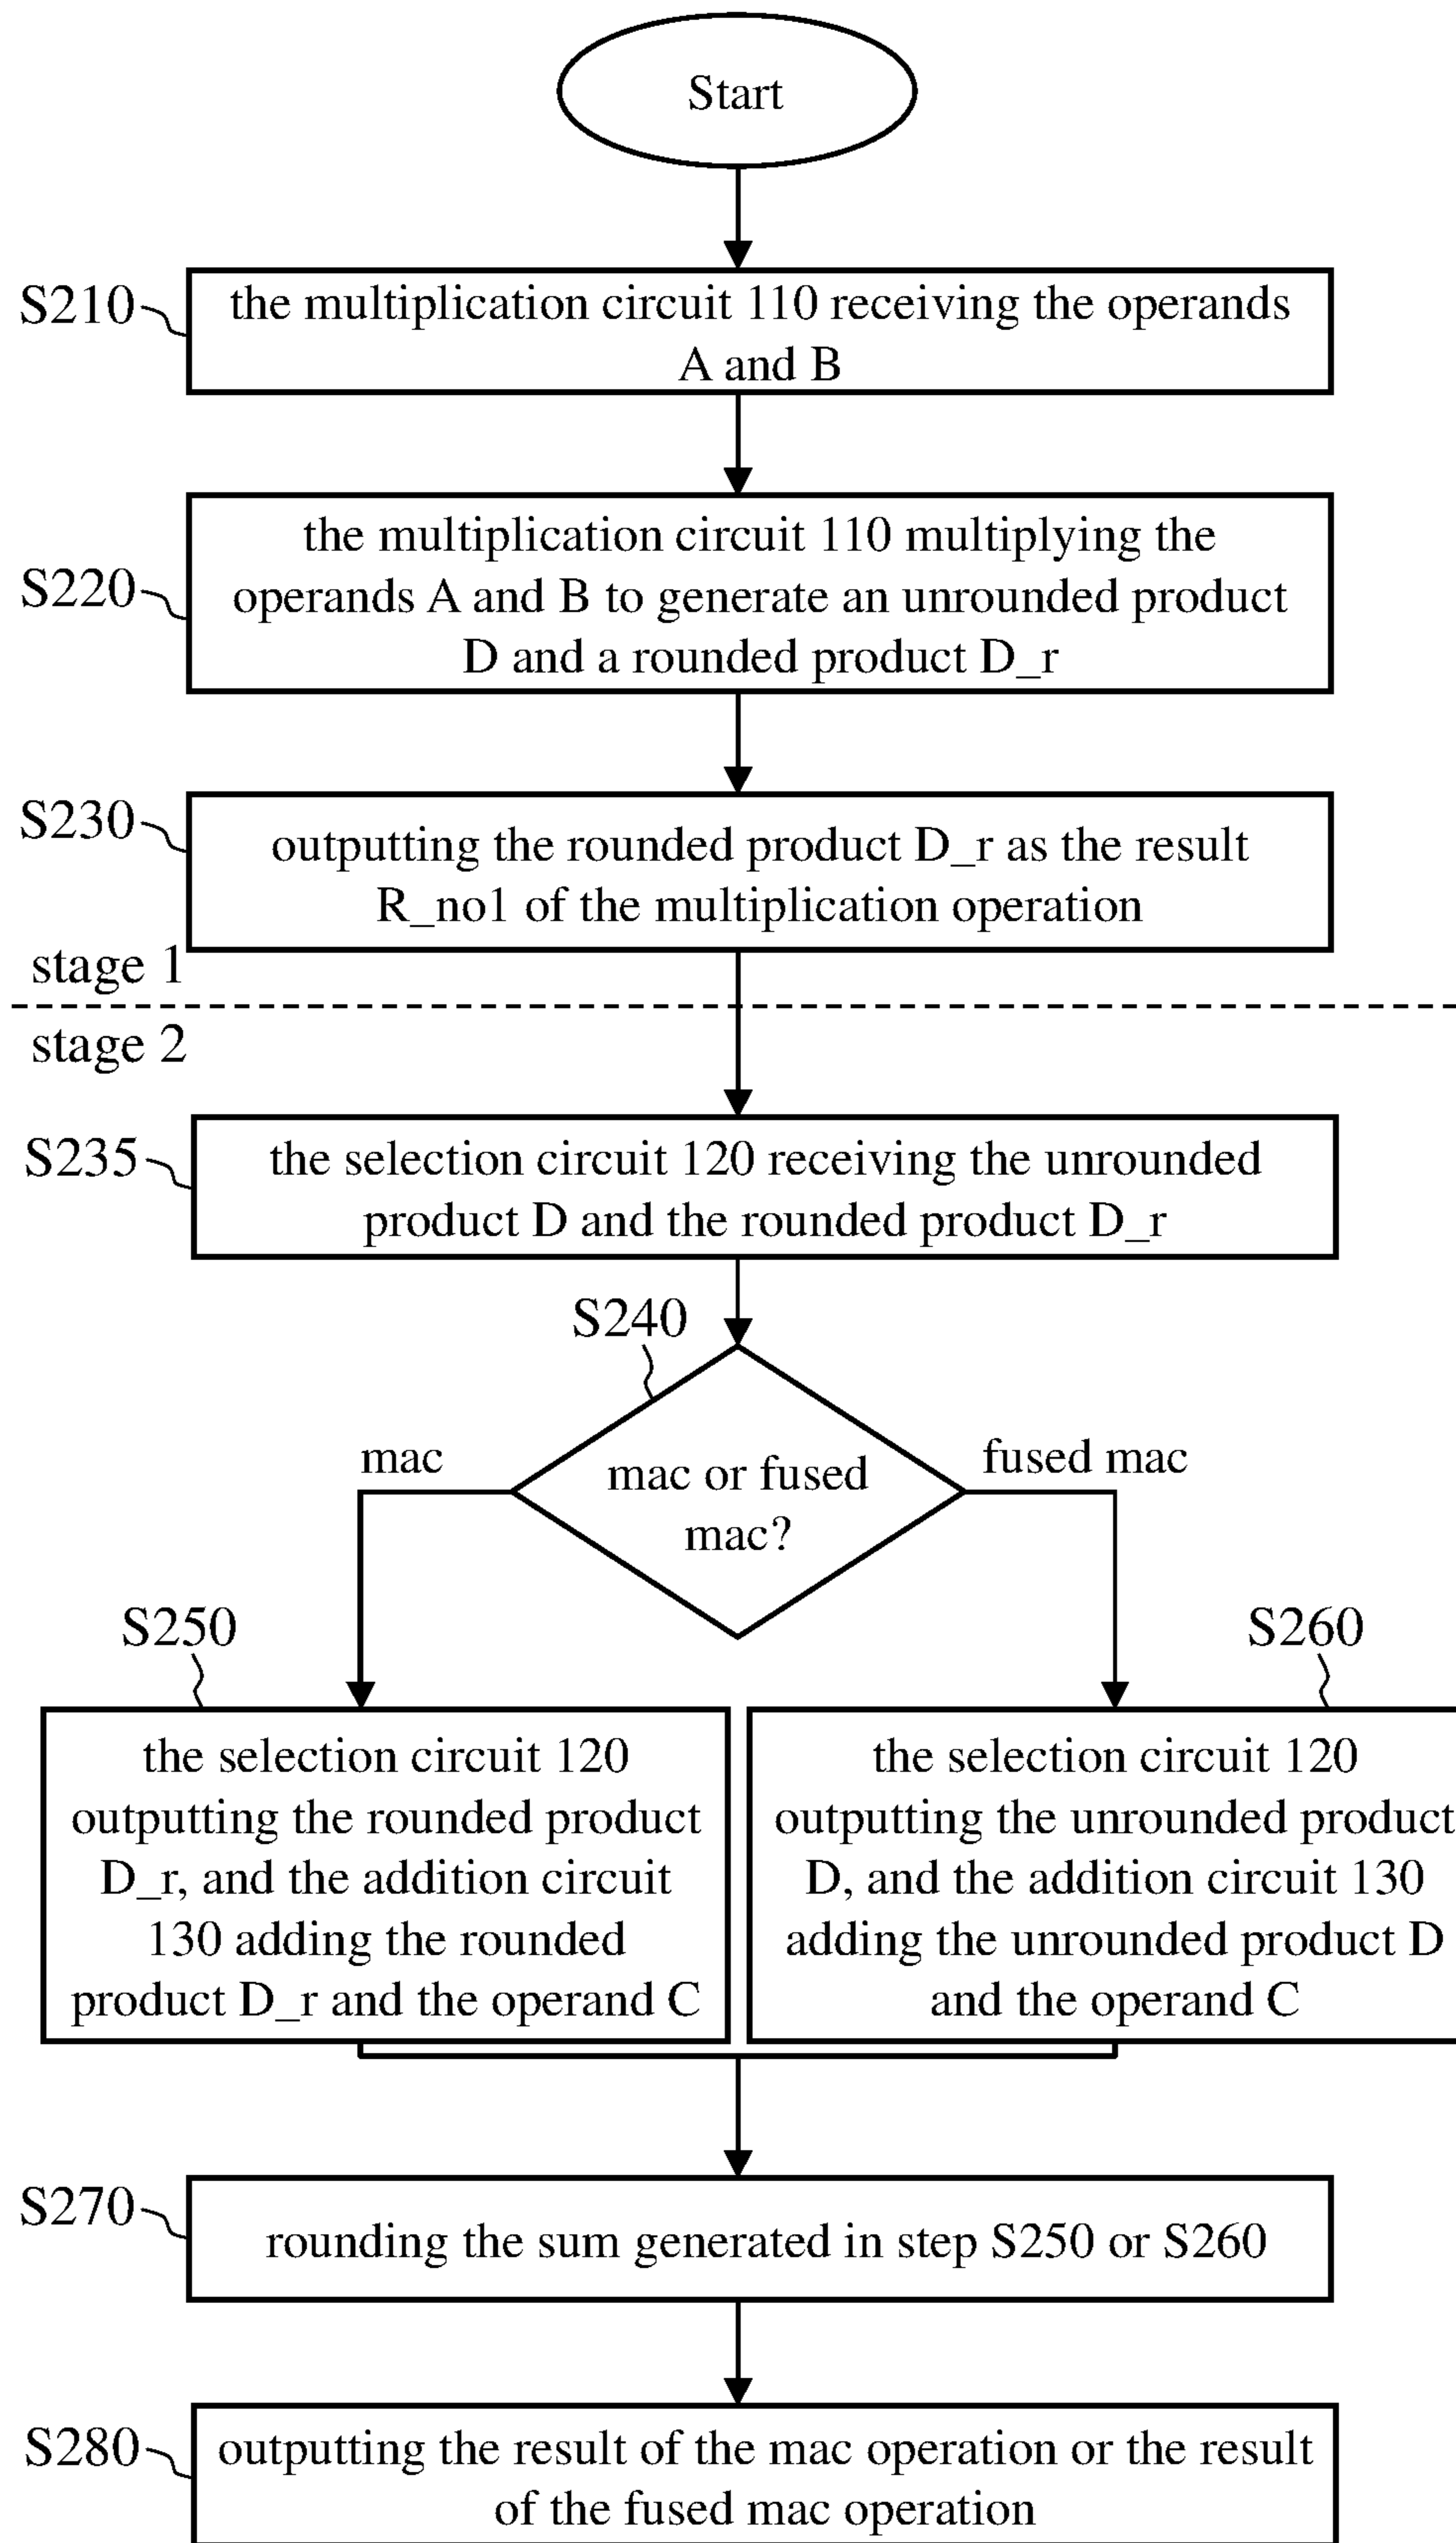 Start
S210
the multiplication circuit 110 receiving the operands
A and B
S220
the multiplication circuit 110 multiplying the
operands A and B to generate an unrounded product
D and a rounded product D_r
S230
outputting the rounded product D_r as the result
R_no1 of the multiplication operation
stage 1
stage 2
S235
the selection circuit 120 receiving the unrounded
product D and the rounded product D_r
S240
mac or fused
mac?
mac
fused mac
S250
the selection circuit 120
outputting the rounded product
D_r, and the addition circuit
130 adding the rounded
product D_r and the operand C
S260
the selection circuit 120
outputting the unrounded product
D, and the addition circuit 130
adding the unrounded product D
and the operand C
S270
rounding the sum generated in step S250 or S260
S280
outputting the result of the mac operation or the result
of the fused mac operation